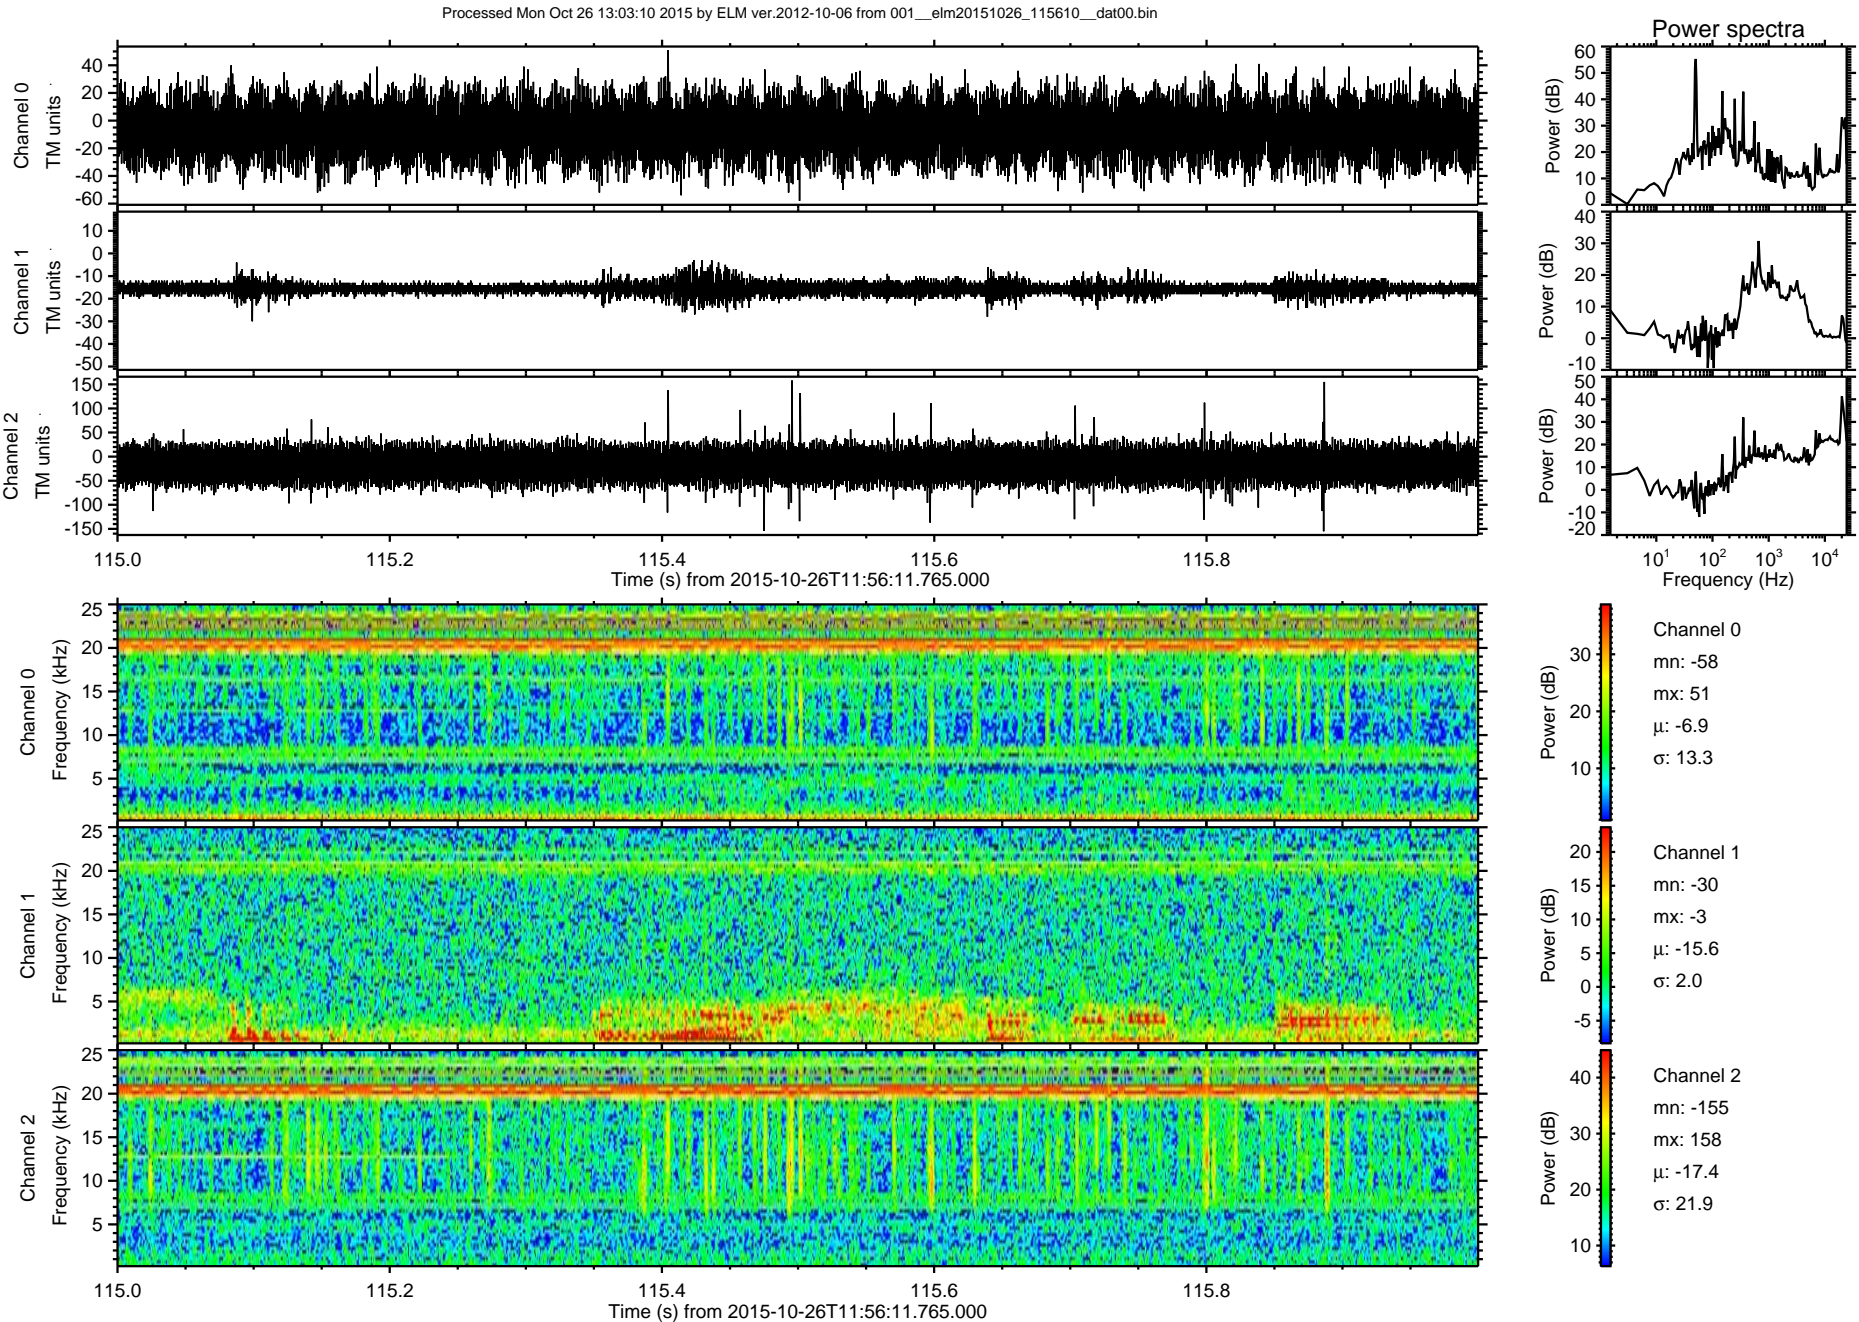 Processed Mon Oct 26 13:03:10 2015 by ELM ver.2012-10-06 from 001__elm20151026_115610__dat00.bin
Power spectra
Channel 0
TM units
40
20
0
-20
-40
-60
Power (dB)
60
50
40
30
20
10
0
Channel 1
TM units
10
0
-10
-20
-30
-40
-50
Power (dB)
40
30
20
10
0
-10
Channel 2
TM units
150
100
50
0
-50
-100
-150
Power (dB)
50
40
30
20
10
0
-10
-20
115.0 115.2 115.4 115.6 115.8
Time (s) from 2015-10-26T11:56:11.765.000
10¹ 10² 10³ 10⁴
Frequency (Hz)
Channel 0
Frequency (kHz)
25
20
15
10
5
Power (dB)
30
20
10
Channel 0
mn: -58
mx: 51
μ: -6.9
σ: 13.3
Channel 1
Frequency (kHz)
25
20
15
10
5
Power (dB)
20
15
10
5
0
-5
Channel 1
mn: -30
mx: -3
μ: -15.6
σ: 2.0
Channel 2
Frequency (kHz)
25
20
15
10
5
Power (dB)
40
30
20
10
Channel 2
mn: -155
mx: 158
μ: -17.4
σ: 21.9
115.0 115.2 115.4 115.6 115.8
Time (s) from 2015-10-26T11:56:11.765.000